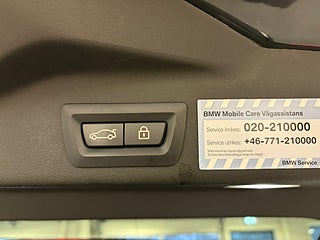 BMW Mobile Care Vägassistans
Service inrikes: 020-210000
Service utrikes: +46-771-210000
BMW Service